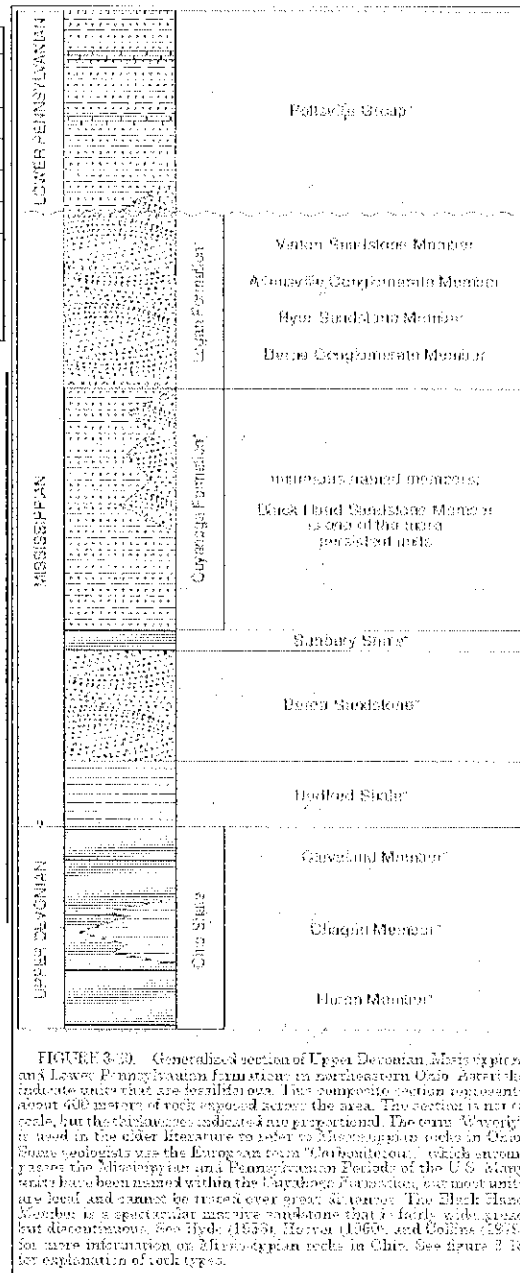 LOWER PENNSYLVANIAN
Pottsville Group*
MISSISSIPPIAN
Logan Formation*
Vinton Sandstone Member
Allensville Conglomerate Member
Byer Sandstone Member
Berne Conglomerate Member
Cuyahoga Formation*
numerous named members;
Black Hand Sandstone Member
is one of the more
persistent units
Sunbury Shale*
Berea Sandstone*
Bedford Shale*
UPPER DEVONIAN
Ohio Shale
Cleveland Member*
Chagrin Member*
Huron Member*
FIGURE Generalized section of Upper Devonian, Mississippian,
and Lower Pennsylvanian formations in northeastern Ohio. Asterisks
indicate units that are fossiliferous. This composite section represents
about 600 meters of rock exposed across the area. The section is not to
scale, but the thicknesses indicated are proportional. The term "Waverly"
is used in the older literature to refer to Mississippian rocks in Ohio.
Some geologists use the European term "Carboniferous," which encom-
passes the Mississippian and Pennsylvanian Periods of the U.S. Many
units have been named within the Cuyahoga Formation, but most units
are local and cannot be traced over great distances. The Black Hand
Member is a spectacular massive sandstone that is fairly widespread
but discontinuous. See Hyde Hoover and Collins
for more information on Mississippian rocks in Ohio. See figure
for explanation of rock types.